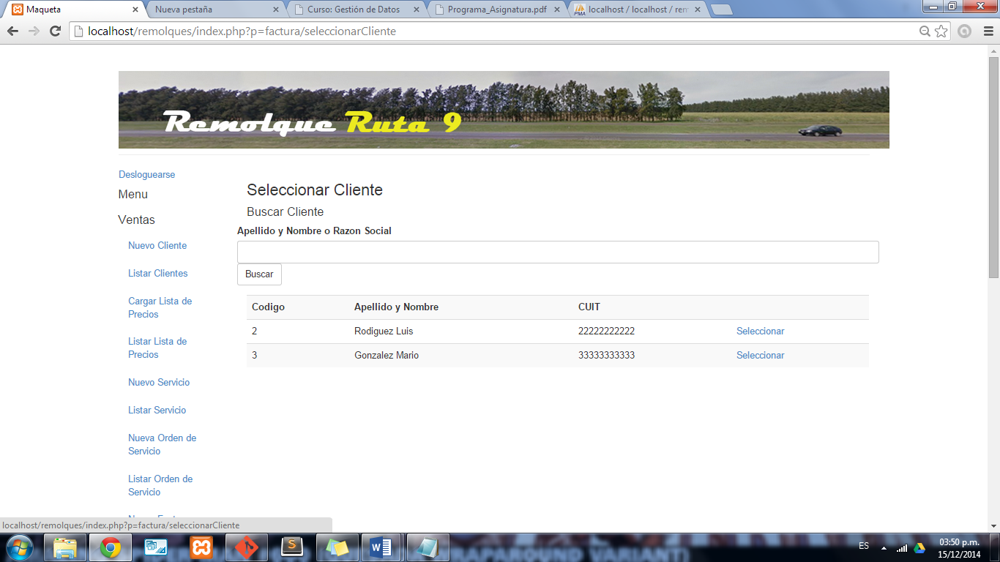 Maqueta
Nueva pestaña
Curso: Gestión de Datos
Programa_Asignatura.pdf
localhost / localhost / rem
localhost/remolques/index.php?p=factura/seleccionarCliente
Remolque Ruta 9
Desloguearse
Menu
Ventas
Nuevo Cliente
Listar Clientes
Cargar Lista de
Precios
Listar Lista de
Precios
Nuevo Servicio
Listar Servicio
Nueva Orden de
Servicio
Listar Orden de
Servicio
Seleccionar Cliente
Buscar Cliente
Apellido y Nombre o Razon Social
Buscar
Codigo Apellido y Nombre CUIT
2 Rodiguez Luis 22222222222 Seleccionar
3 Gonzalez Mario 33333333333 Seleccionar
localhost/remolques/index.php?p=factura/seleccionarCliente
ES
03:50 p.m.
15/12/2014